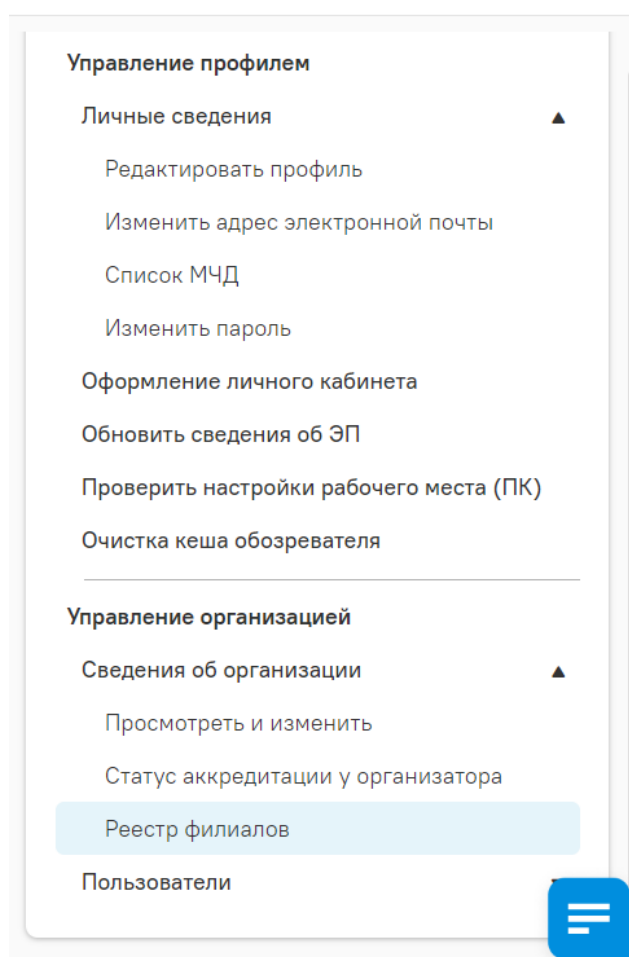 Управление профилем
Личные сведения
Редактировать профиль
Изменить адрес электронной почты
Список МЧД
Изменить пароль
Оформление личного кабинета
Обновить сведения об ЭП
Проверить настройки рабочего места (ПК)
Очистка кеша обозревателя
Управление организацией
Сведения об организации
Просмотреть и изменить
Статус аккредитации у организатора
Реестр филиалов
Пользователи